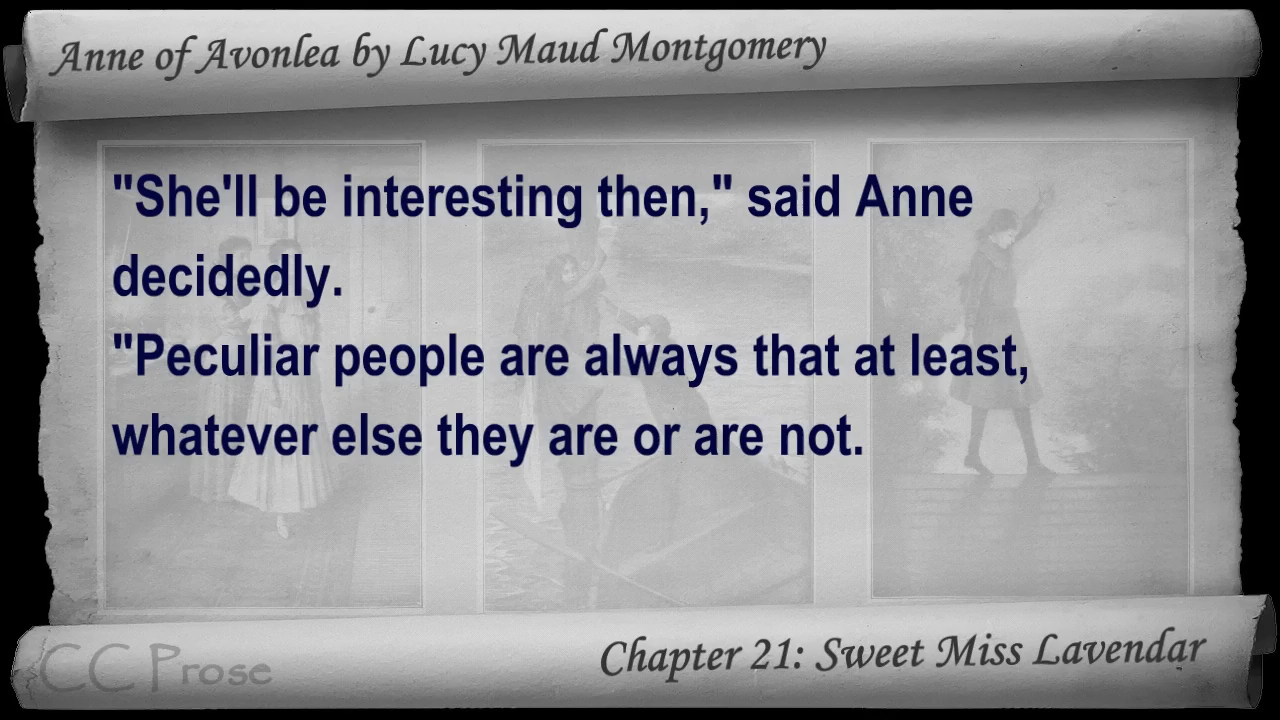 Anne of Avonlea by Lucy Maud Montgomery
"She'll be interesting then," said Anne
decidedly.
"Peculiar people are always that at least,
whatever else they are or are not.
CC Prose
Chapter 21: Sweet Miss Lavendar